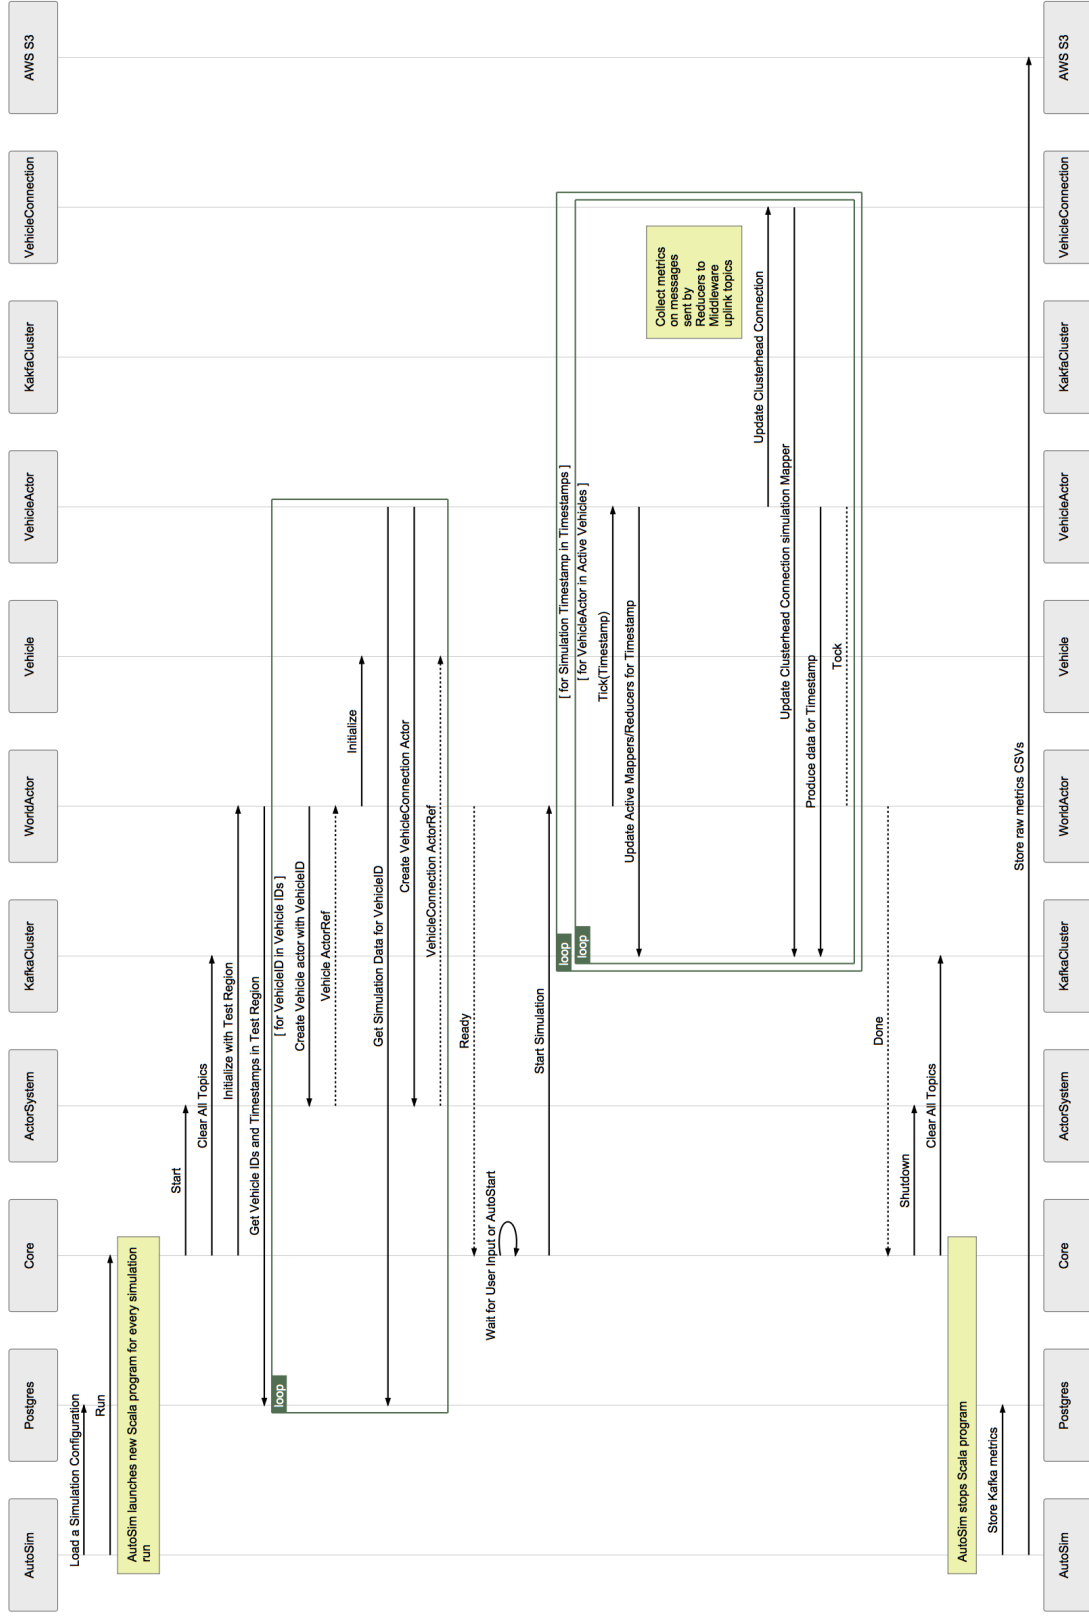 AutoSim
Postgres
Core
ActorSystem
KafkaCluster
WorldActor
Vehicle
VehicleActor
KakfaCluster
VehicleConnection
AWS S3
Load a Simulation Configuration
Run
AutoSim launches new Scala program for every simulation
run
Start
Clear All Topics
Initialize with Test Region
Get Vehicle IDs and Timestamps in Test Region
loop
[ for VehicleID in Vehicle IDs ]
Create Vehicle actor with VehicleID
Vehicle ActorRef
Initialize
Get Simulation Data for VehicleID
Create VehicleConnection Actor
VehicleConnection ActorRef
Ready
Wait for User Input or AutoStart
Start Simulation
loop
[ for Simulation Timestamp in Timestamps ]
loop
[ for VehicleActor in Active Vehicles ]
Tick(Timestamp)
Update Active Mappers/Reducers for Timestamp
Collect metrics
on messages
sent by
Reducers to
Middleware
uplink topics
Update Clusterhead Connection
Update Clusterhead Connection simulation Mapper
Produce data for Timestamp
Tock
Done
Shutdown
Clear All Topics
AutoSim stops Scala program
Store Kafka metrics
Store raw metrics CSVs
AutoSim
Postgres
Core
ActorSystem
KafkaCluster
WorldActor
Vehicle
VehicleActor
KakfaCluster
VehicleConnection
AWS S3